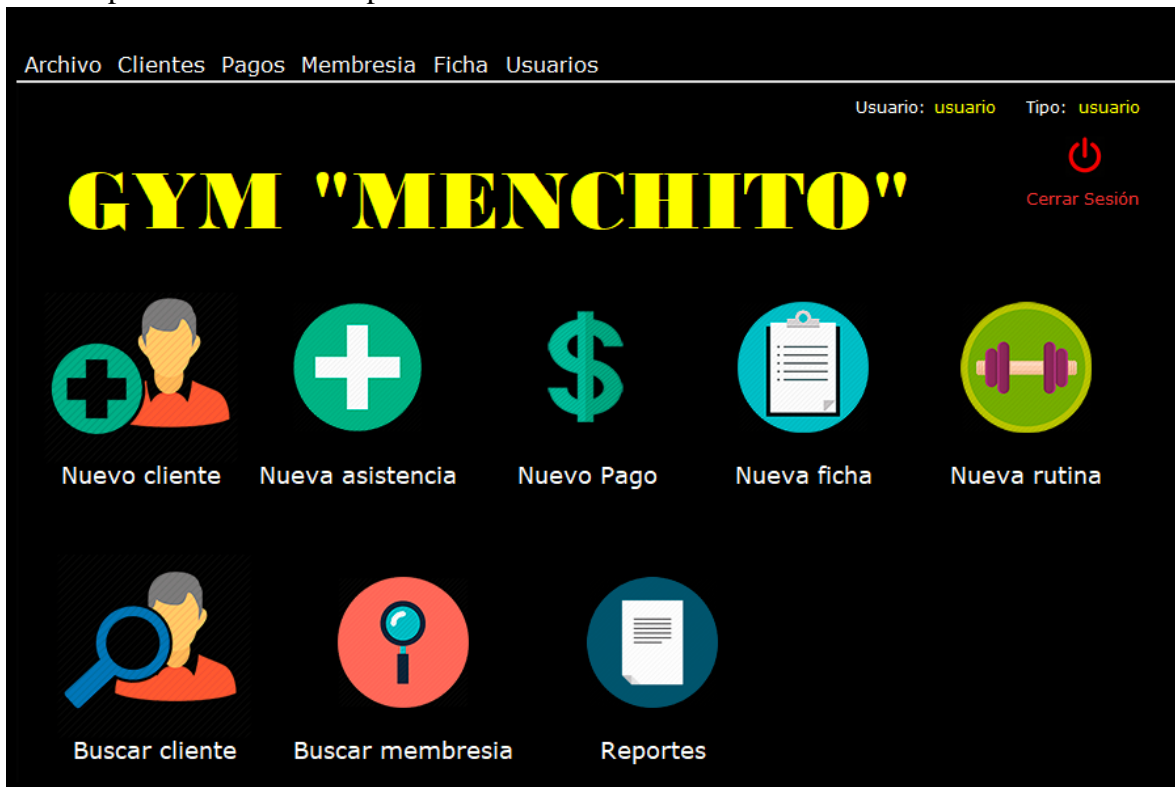 Archivo Clientes Pagos Membresia Ficha Usuarios
Usuario: usuario Tipo: usuario
GYM "MENCHITO"
Cerrar Sesión
Nuevo cliente Nueva asistencia Nuevo Pago Nueva ficha Nueva rutina
Buscar cliente Buscar membresia Reportes